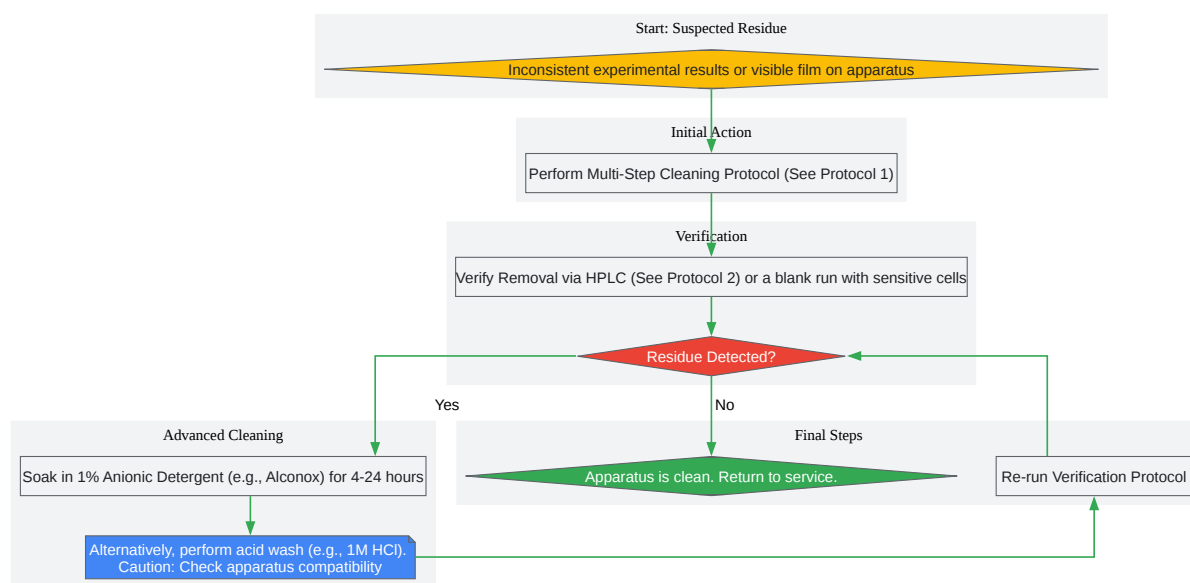 Start: Suspected Residue
Inconsistent experimental results or visible film on apparatus
Initial Action
Perform Multi-Step Cleaning Protocol (See Protocol 1)
Verification
Verify Removal via HPLC (See Protocol 2) or a blank run with sensitive cells
Residue Detected?
Yes
No
Advanced Cleaning
Soak in 1% Anionic Detergent (e.g., Alconox) for 4-24 hours
Alternatively, perform acid wash (e.g., 1M HCl).
Caution: Check apparatus compatibility
Final Steps
Apparatus is clean. Return to service.
Re-run Verification Protocol